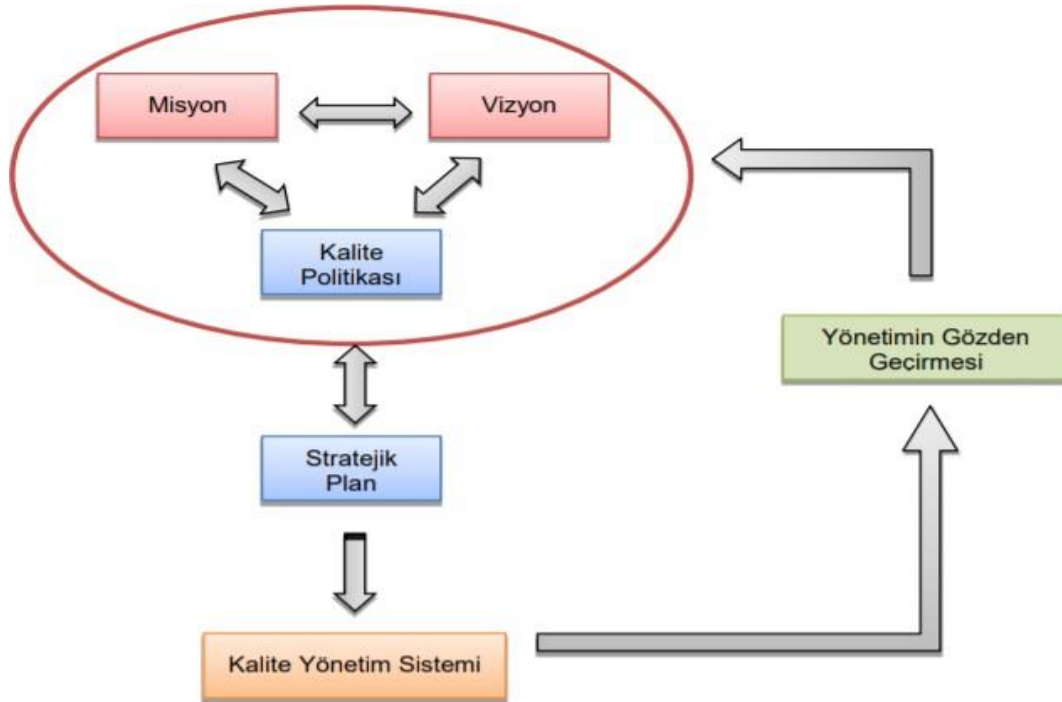 Misyon
Vizyon
Kalite
Politikası
Yönetimin Gözden
Geçirmesi
Stratejik
Plan
Kalite Yönetim Sistemi